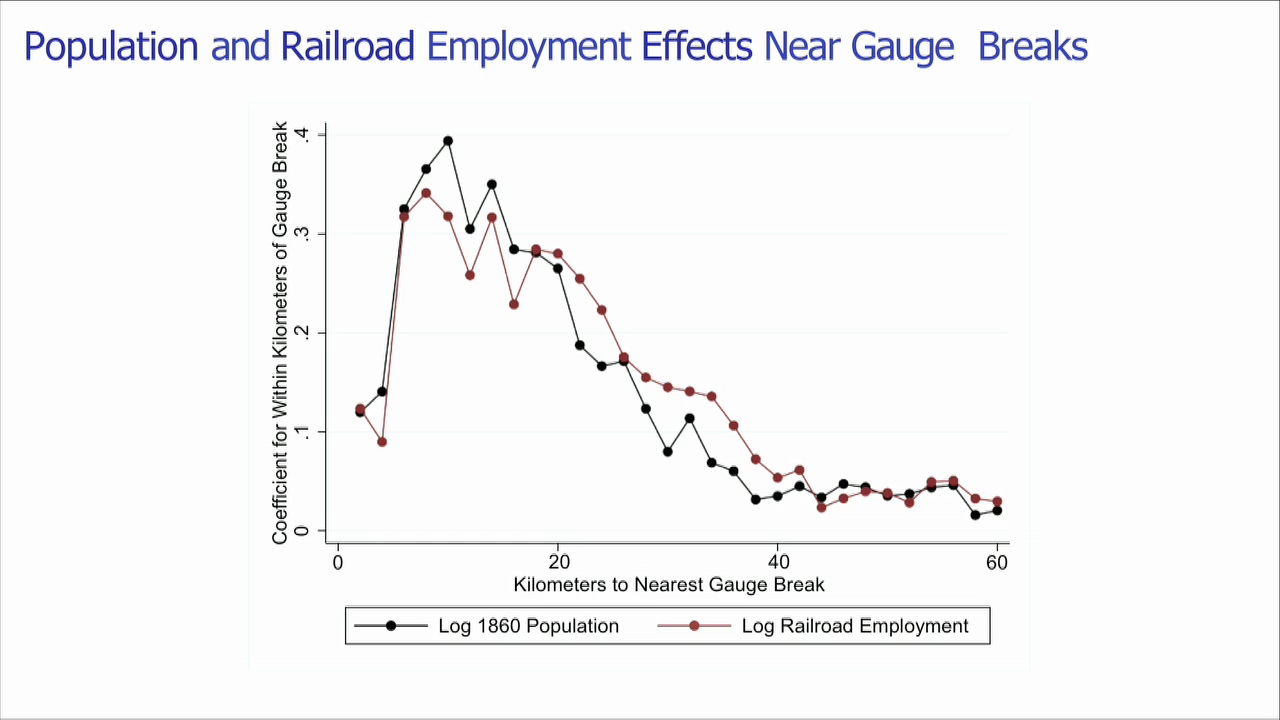 Population and Railroad Employment Effects Near Gauge Breaks
Coefficient for Within Kilometers of Gauge Break
.4
.3
.2
.1
0
0 20 40 60
Kilometers to Nearest Gauge Break
Log 1860 Population Log Railroad Employment